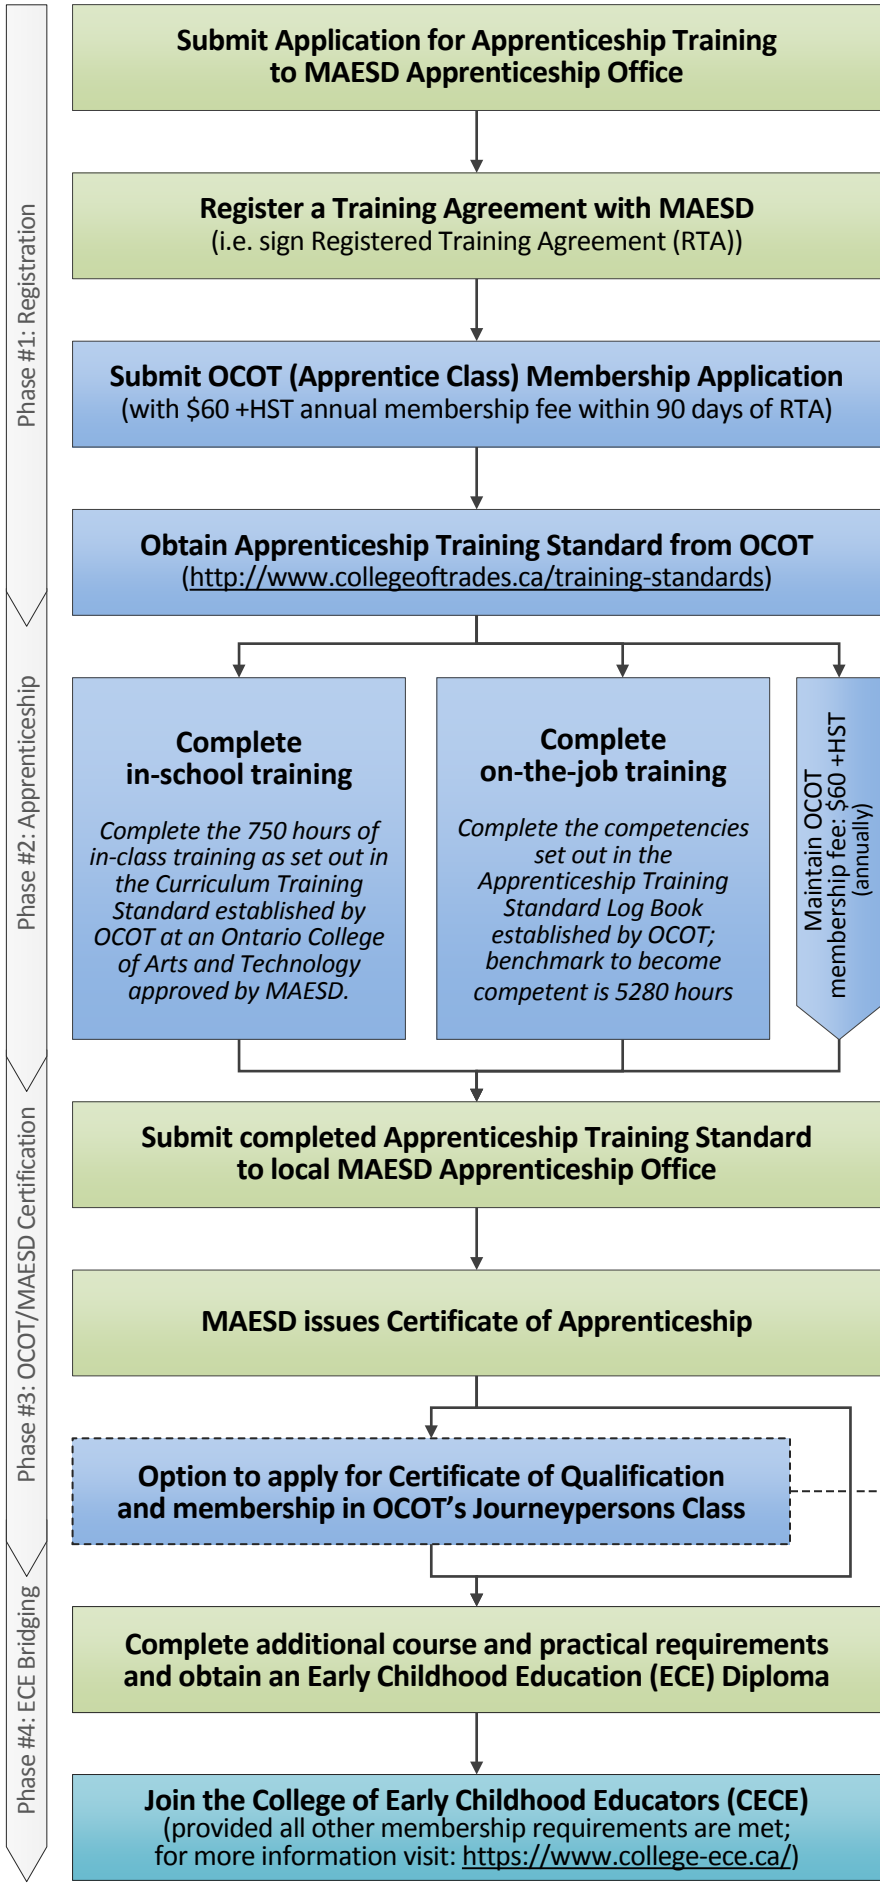 Phase #1: Registration
Submit Application for Apprenticeship Training
to MAESD Apprenticeship Office
Register a Training Agreement with MAESD
(i.e. sign Registered Training Agreement (RTA))
Submit OCOT (Apprentice Class) Membership Application
(with $60 +HST annual membership fee within 90 days of RTA)
Obtain Apprenticeship Training Standard from OCOT
(http://www.collegeoftrades.ca/training-standards)
Phase #2: Apprenticeship
Complete
in-school training
Complete the 750 hours of
in-class training as set out in
the Curriculum Training
Standard established by
OCOT at an Ontario College
of Arts and Technology
approved by MAESD.
Complete
on-the-job training
Complete the competencies
set out in the
Apprenticeship Training
Standard Log Book
established by OCOT;
benchmark to become
competent is 5280 hours
Maintain OCOT
membership fee: $60 +HST
(annually)
Phase #3: OCOT/MAESD Certification
Submit completed Apprenticeship Training Standard
to local MAESD Apprenticeship Office
MAESD issues Certificate of Apprenticeship
Option to apply for Certificate of Qualification
and membership in OCOT’s Journeypersons Class
Phase #4: ECE Bridging
Complete additional course and practical requirements
and obtain an Early Childhood Education (ECE) Diploma
Join the College of Early Childhood Educators (CECE)
(provided all other membership requirements are met;
for more information visit: https://www.college-ece.ca/)